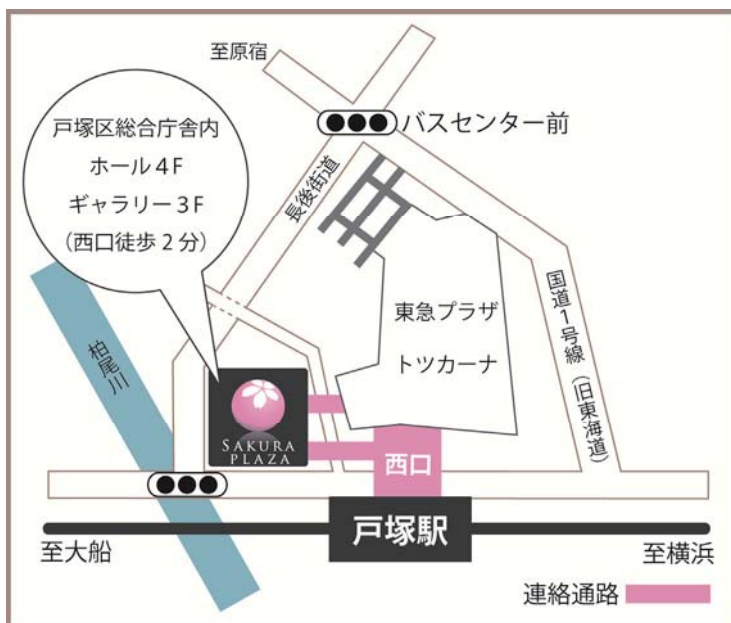 至原宿
バスセンター前
戸塚区総合庁舎内
ホール4F
ギャラリー3F
(西口徒歩2分)
長後街道
東急プラザ
トツカーナ
国道1号線(旧東海道)
柏尾川
SAKURA
PLAZA
西口
戸塚駅
至大船
至横浜
連絡通路